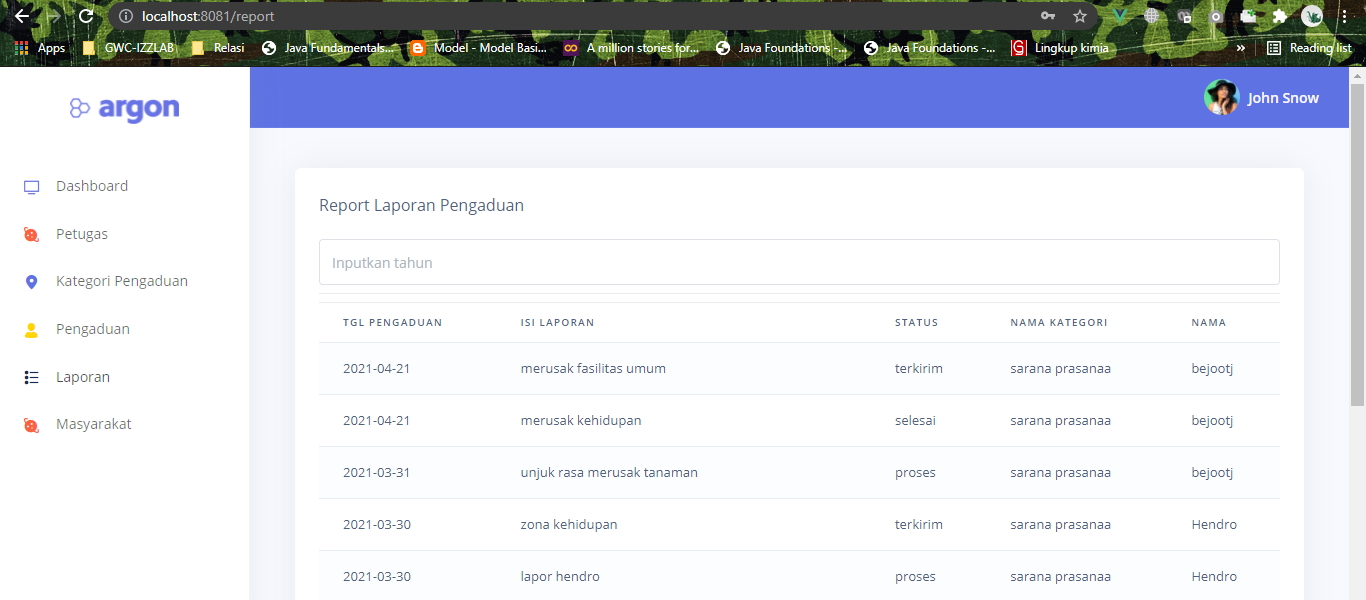 localhost:8081/report
Apps GWC-IZZLAB Relasi Java Fundamentals... Model - Model Basi... A million stories for... Java Foundations -... Java Foundations -... Lingkup kimia » Reading list
argon
John Snow
Dashboard
Petugas
Kategori Pengaduan
Pengaduan
Laporan
Masyarakat
Report Laporan Pengaduan
Inputkan tahun
TGL PENGADUAN ISI LAPORAN STATUS NAMA KATEGORI NAMA
2021-04-21 merusak fasilitas umum terkirim sarana prasanaa bejootj
2021-04-21 merusak kehidupan selesai sarana prasanaa bejootj
2021-03-31 unjuk rasa merusak tanaman proses sarana prasanaa bejootj
2021-03-30 zona kehidupan terkirim sarana prasanaa Hendro
2021-03-30 lapor hendro proses sarana prasanaa Hendro